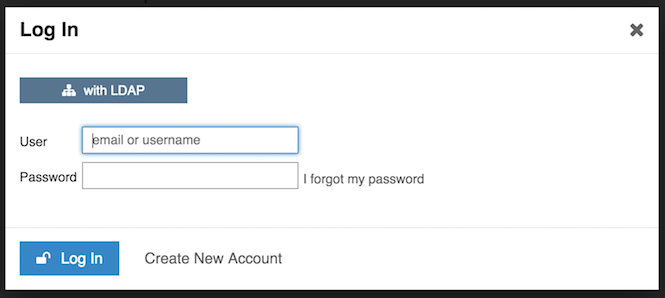 Log In
with LDAP
User email or username
Password I forgot my password
Log In Create New Account